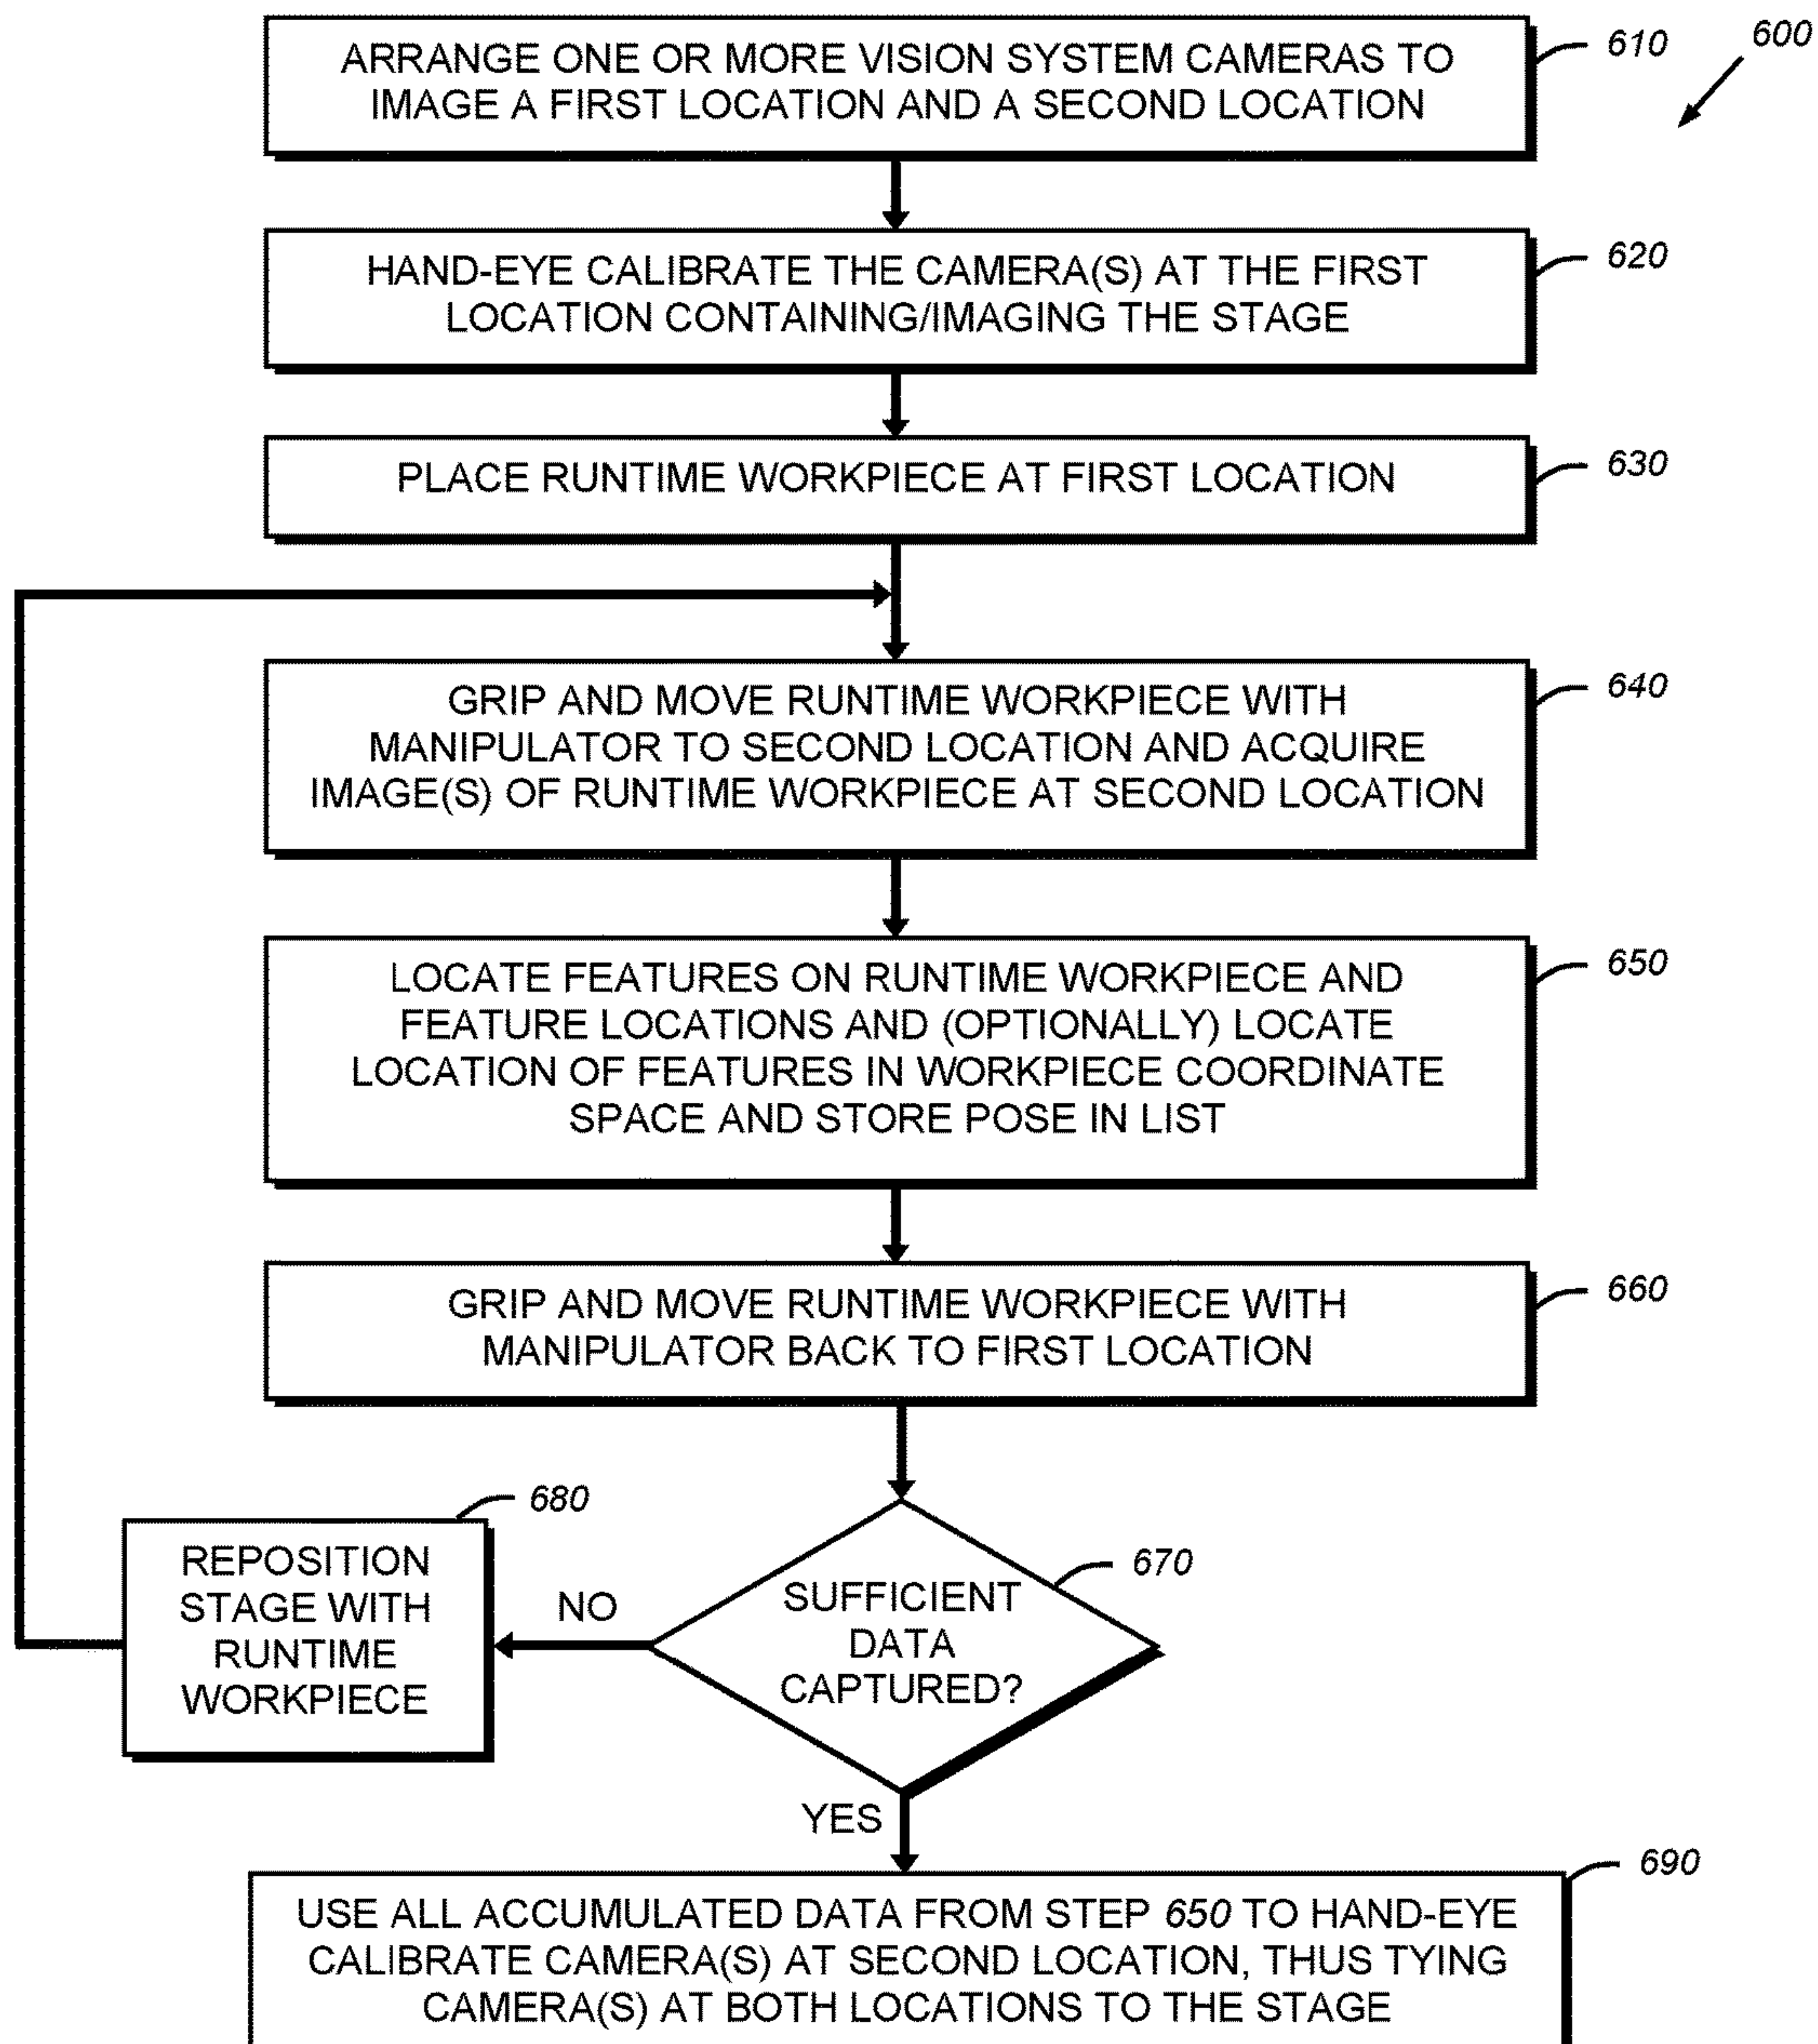 600
ARRANGE ONE OR MORE VISION SYSTEM CAMERAS TO
IMAGE A FIRST LOCATION AND A SECOND LOCATION
610
HAND-EYE CALIBRATE THE CAMERA(S) AT THE FIRST
LOCATION CONTAINING/IMAGING THE STAGE
620
PLACE RUNTIME WORKPIECE AT FIRST LOCATION
630
GRIP AND MOVE RUNTIME WORKPIECE WITH
MANIPULATOR TO SECOND LOCATION AND ACQUIRE
IMAGE(S) OF RUNTIME WORKPIECE AT SECOND LOCATION
640
LOCATE FEATURES ON RUNTIME WORKPIECE AND
FEATURE LOCATIONS AND (OPTIONALLY) LOCATE
LOCATION OF FEATURES IN WORKPIECE COORDINATE
SPACE AND STORE POSE IN LIST
650
GRIP AND MOVE RUNTIME WORKPIECE WITH
MANIPULATOR BACK TO FIRST LOCATION
660
SUFFICIENT
DATA
CAPTURED?
670
NO
REPOSITION
STAGE WITH
RUNTIME
WORKPIECE
680
YES
USE ALL ACCUMULATED DATA FROM STEP 650 TO HAND-EYE
CALIBRATE CAMERA(S) AT SECOND LOCATION, THUS TYING
CAMERA(S) AT BOTH LOCATIONS TO THE STAGE
690